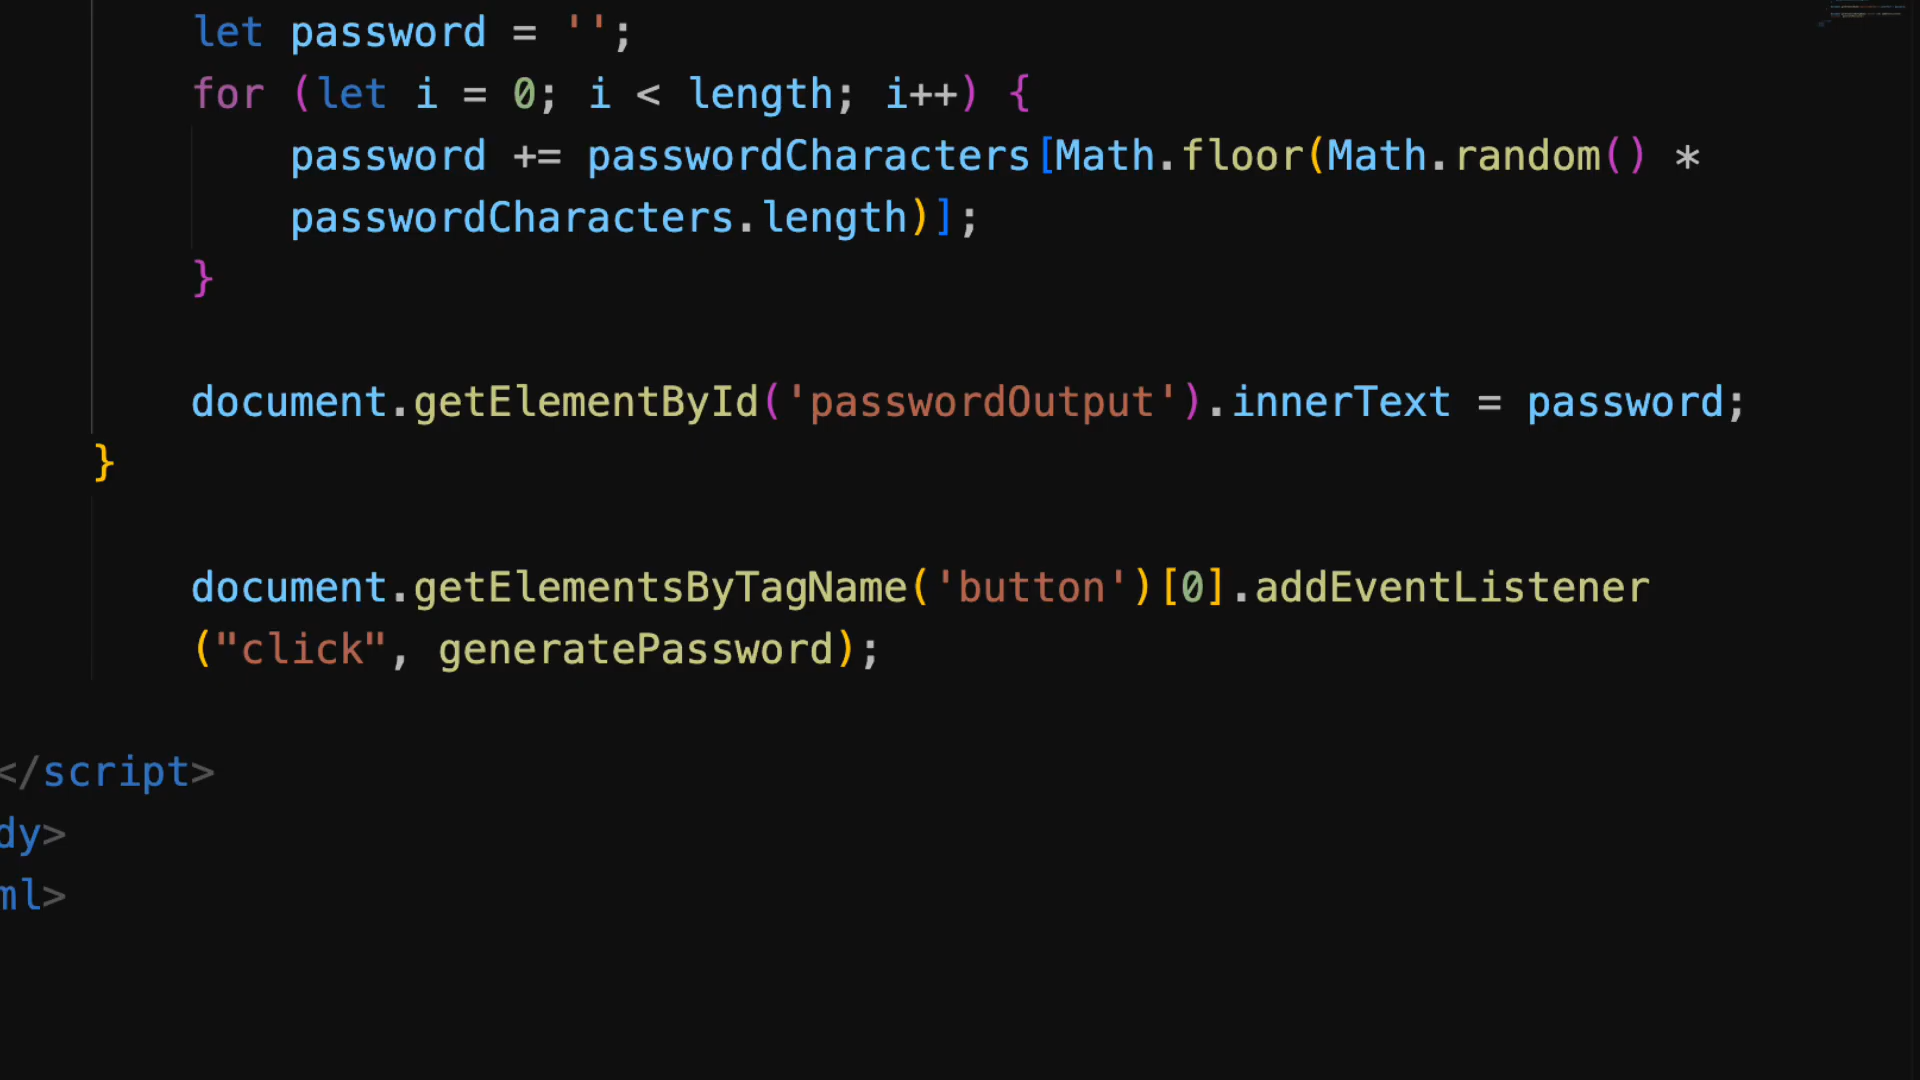 let password = '';
for (let i = 0; i < length; i++) {
password += passwordCharacters[Math.floor(Math.random() *
passwordCharacters.length)];
}
document.getElementById('passwordOutput').innerText = password;
}
document.getElementsByTagName('button')[0].addEventListener
("click", generatePassword);
</script>
dy>
ml>